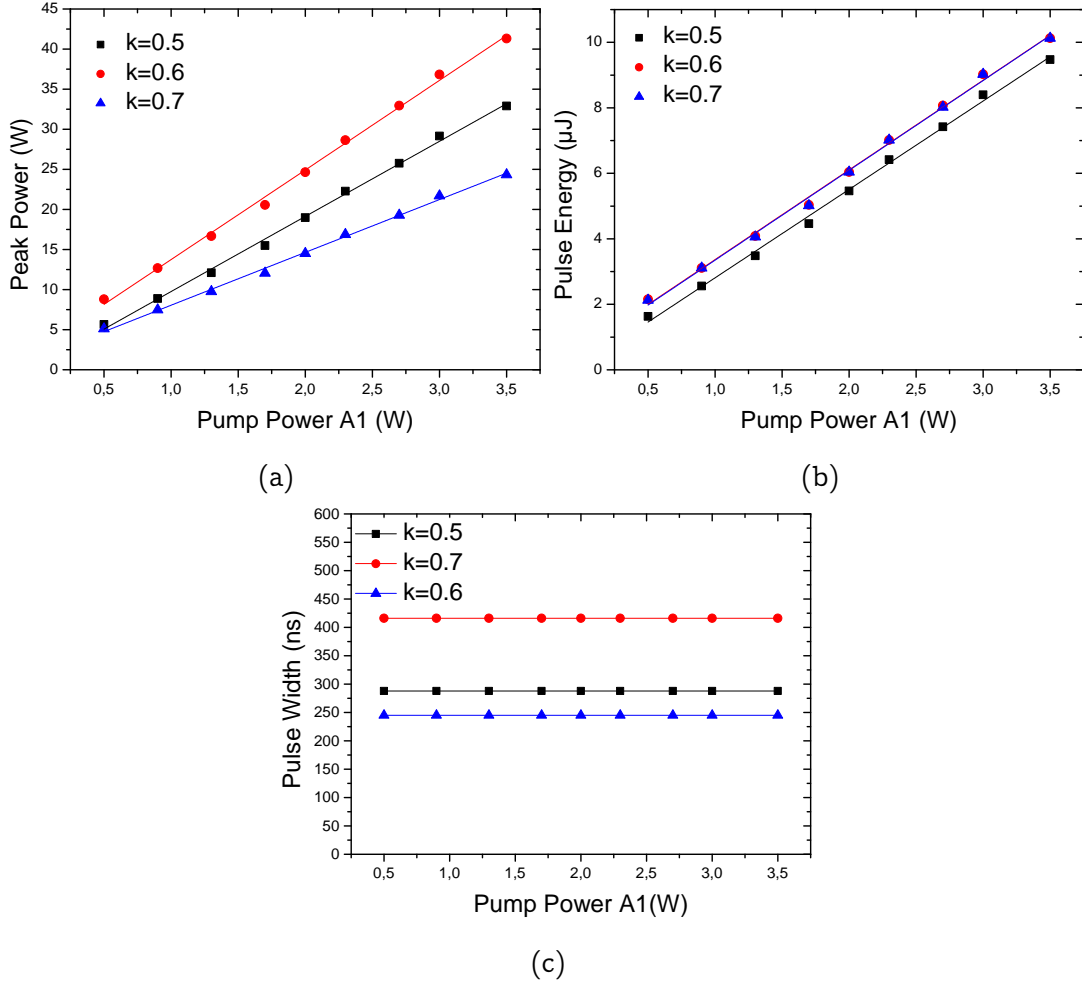 45
40
35
30
25
20
15
10
5
0
Peak Power (W)
k=0.5
k=0.6
k=0.7
0,5 1,0 1,5 2,0 2,5 3,0 3,5
Pump Power A1 (W)
(a)
10
8
6
4
2
0
Pulse Energy (µJ)
k=0.5
k=0.6
k=0.7
0,5 1,0 1,5 2,0 2,5 3,0 3,5
Pump Power A1 (W)
(b)
600
550
500
450
400
350
300
250
200
150
100
50
0
Pulse Width (ns)
k=0.5
k=0.7
k=0.6
0,5 1,0 1,5 2,0 2,5 3,0 3,5
Pump Power A1(W)
(c)